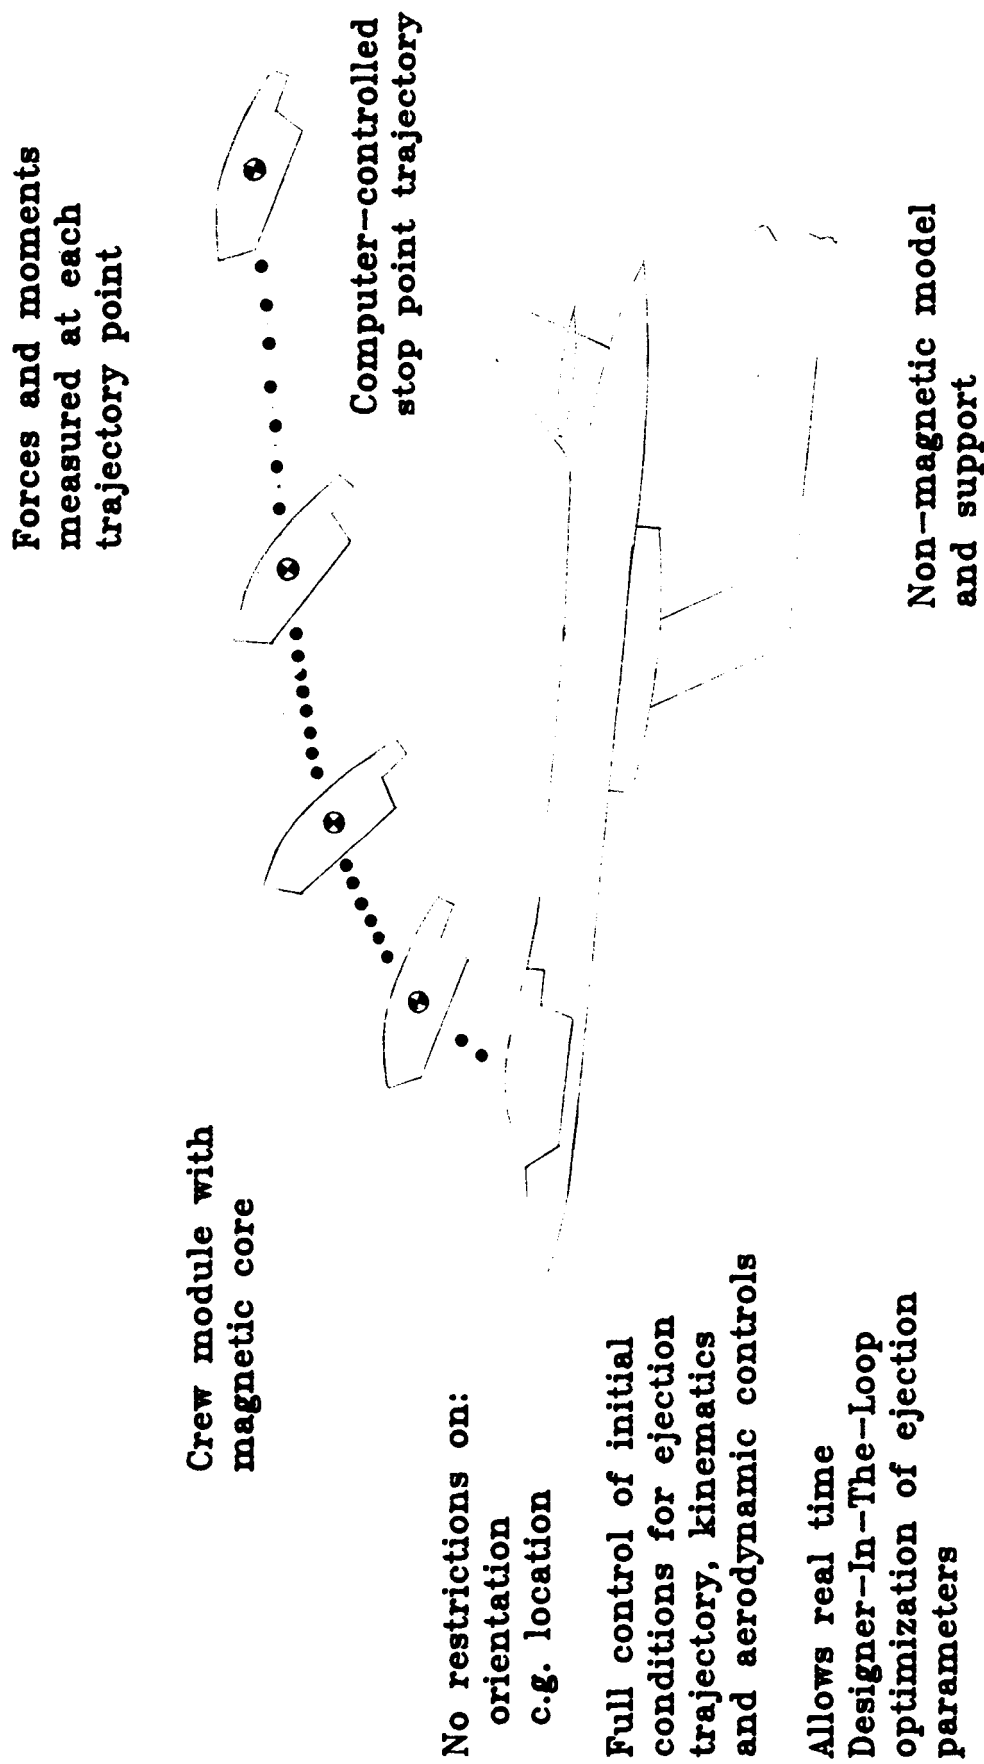 Forces and moments
measured at each
trajectory point
Computer-controlled
stop point trajectory
Crew module with
magnetic core
No restrictions on:
orientation
c.g. location
Full control of initial
conditions for ejection
trajectory, kinematics
and aerodynamic controls
Allows real time
Designer-In-The-Loop
optimization of ejection
parameters
Non-magnetic model
and support